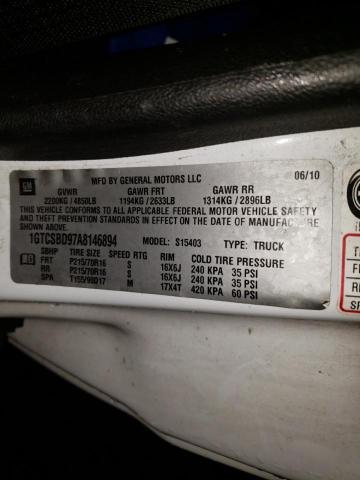 GM
MFD BY GENERAL MOTORS LLC 06/10
GVWR GAWR FRT GAWR RR
2200KG / 4850LB 1194KG / 2633LB 1314KG / 2896LB
THIS VEHICLE CONFORMS TO ALL APPLICABLE FEDERAL MOTOR VEHICLE SAFETY
AND THEFT PREVENTION STANDARDS IN EFFECT ON THE DATE OF MANUFACTURE
SHOWN ABOVE.
1GTCSBD97A8146894 MODEL: S15403 TYPE: TRUCK
SBHP TIRE SIZE SPEED RTG RIM COLD TIRE PRESSURE
FRT P215/70R16 S 16X6J 240 KPA 35 PSI
RR P215/70R16 S 16X6J 240 KPA 35 PSI
SPA T155/90D17 M 17X4T 420 KPA 60 PSI